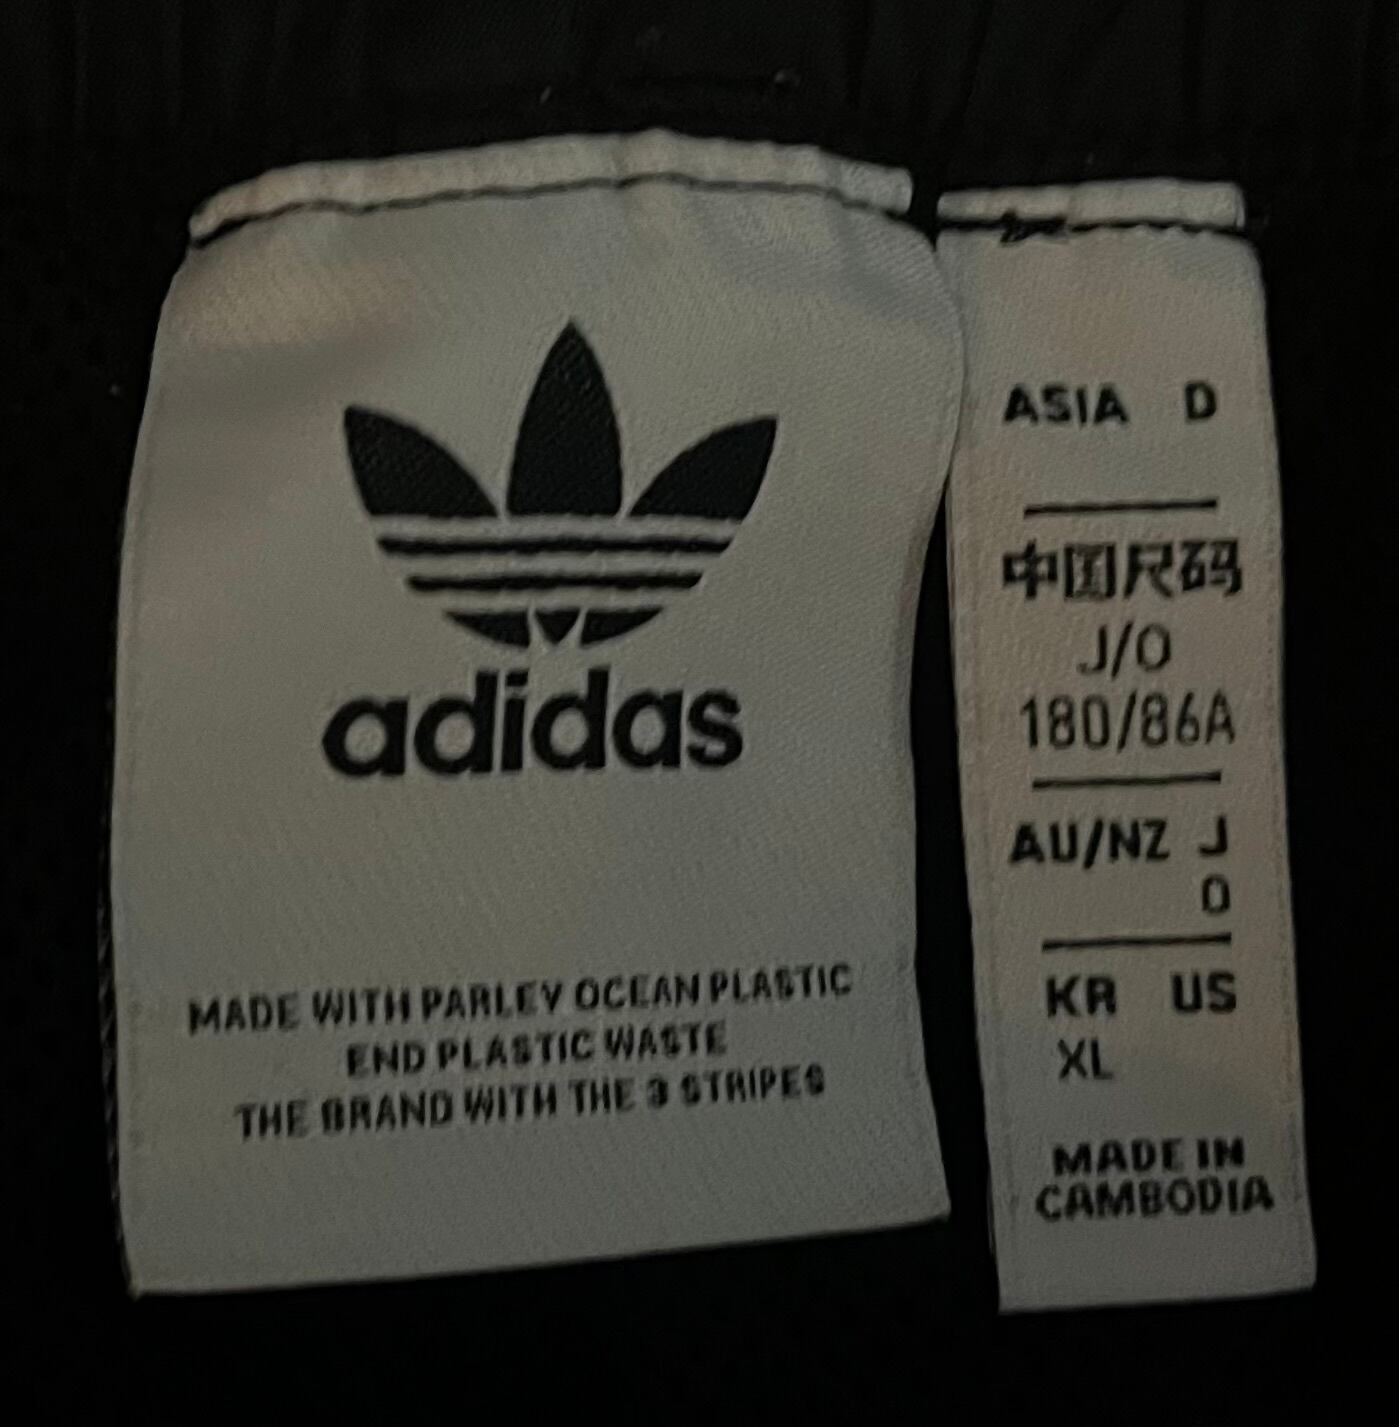 adidas
MADE WITH PARLEY OCEAN PLASTIC
END PLASTIC WASTE
THE BRAND WITH THE 3 STRIPES
ASIA D
中国尺码
J/O
180/86A
AU/NZ J
O
KR US
XL
MADE IN
CAMBODIA